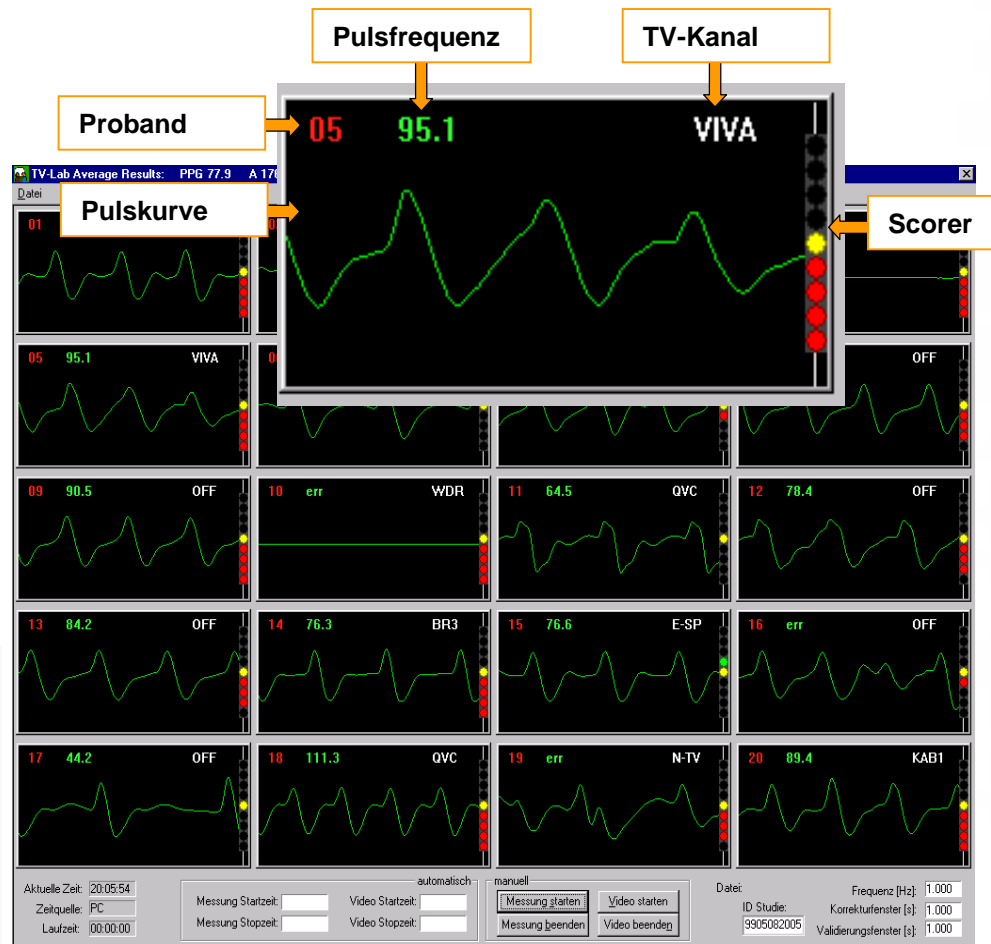 Pulsfrequenz
TV-Kanal
Proband
05 95.1 VIVA
TV-Lab Average Results: PPG 77.9 A 176
Datei
Pulskurve
Scorer
01
05 95.1 VIVA
OFF
09 90.5 OFF
10 err WDR
11 64.5 QVC
12 78.4 OFF
13 84.2 OFF
14 76.3 BR3
15 76.6 E-SP
16 err OFF
17 44.2 OFF
18 111.3 QVC
19 err N-TV
20 89.4 KAB1
Aktuelle Zeit: 20:05:54
Zeitquelle: PC
Laufzeit: 00:00:00
automatisch
Messung Startzeit: Video Startzeit:
Messung Stopzeit: Video Stopzeit:
manuell
Messung starten Video starten
Messung beenden Video beenden
Datei:
ID Studie:
9905082005
Frequenz [Hz]: 1.000
Korrekturfenster [s]: 1.000
Validierungsfenster [s]: 1.000